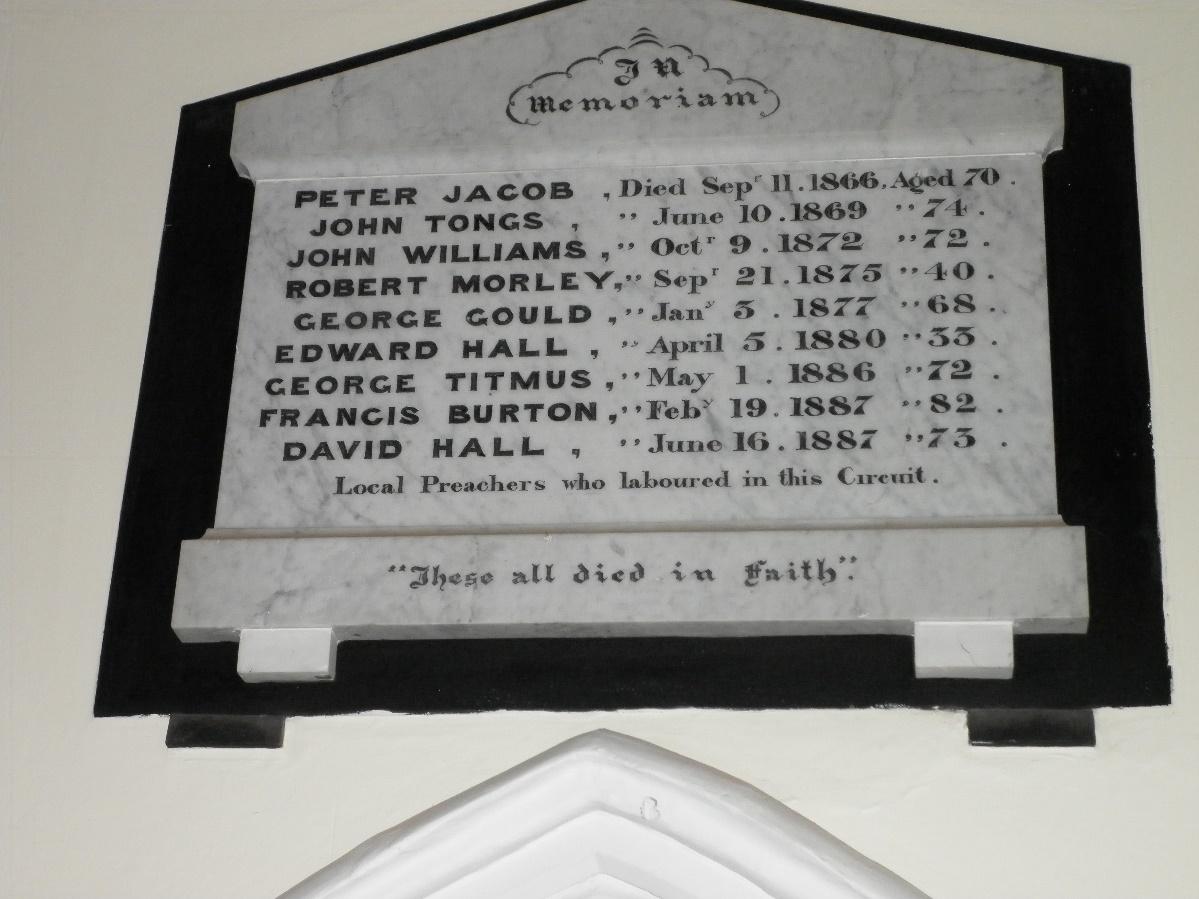 In
Memoriam
PETER JACOB , Died Sepr 11 . 1866 . Aged 70 .
JOHN TONGS , " June 10 . 1869 " 74 .
JOHN WILLIAMS , " Octr 9 . 1872 " 72 .
ROBERT MORLEY , " Sepr 21 . 1875 " 40 .
GEORGE GOULD , " Jany 3 . 1877 " 68 .
EDWARD HALL , " April 5 . 1880 " 33 .
GEORGE TITMUS , " May 1 . 1886 " 72 .
FRANCIS BURTON , " Feby 19 . 1887 " 82 .
DAVID HALL , " June 16 . 1887 " 73 .
Local Preachers who laboured in this Circuit .
"These all died in Faith".